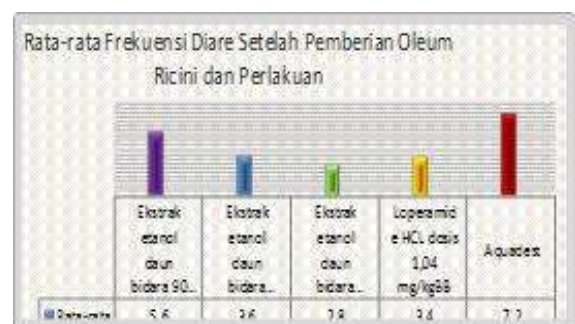 Rata-rata Frekuensi Diare Setelah Pemberian Oleum
Ricini dan Perlakuan
Ekstrak etanol daun bidara 90...
Ekstrak etanol daun bidara...
Ekstrak etanol daun bidara...
Loperamid e HCL dosis 1,04 mg/kgBB
Aquadest
Rata-rata 5.6 3.6 2.8 3.4 7.2